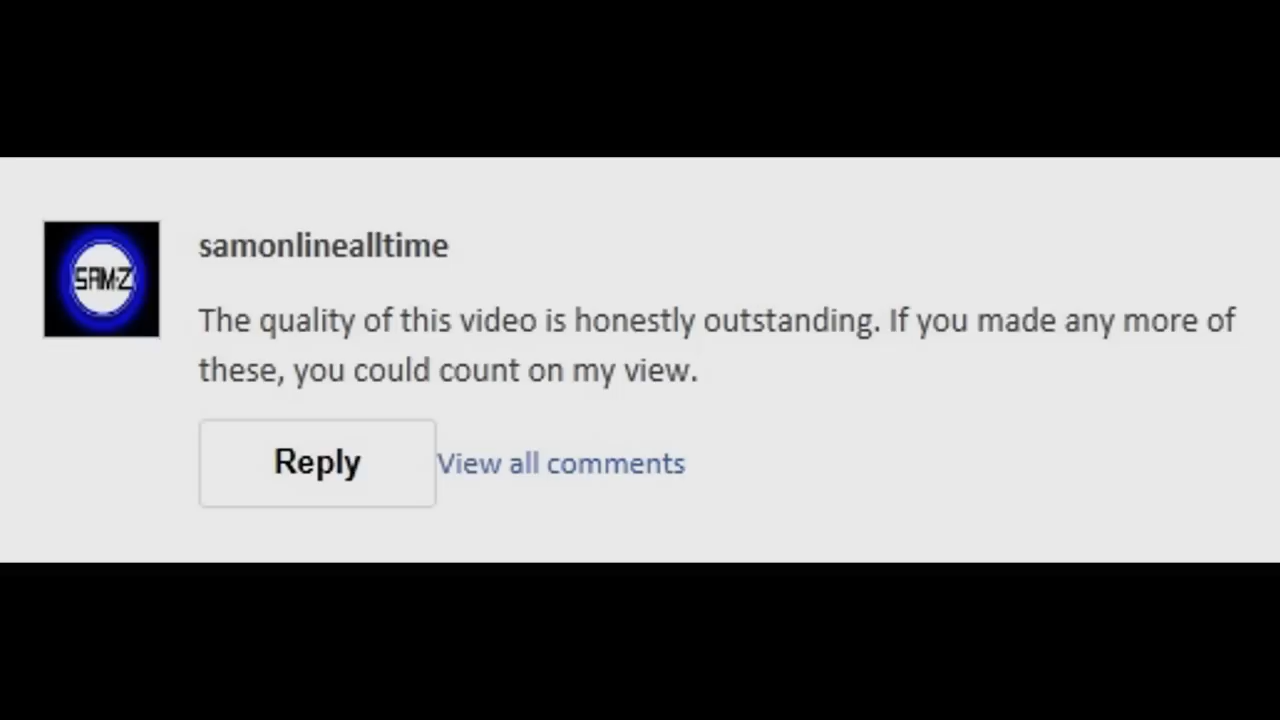 SAM-Z
samonlinealltime
The quality of this video is honestly outstanding. If you made any more of
these, you could count on my view.
Reply
View all comments